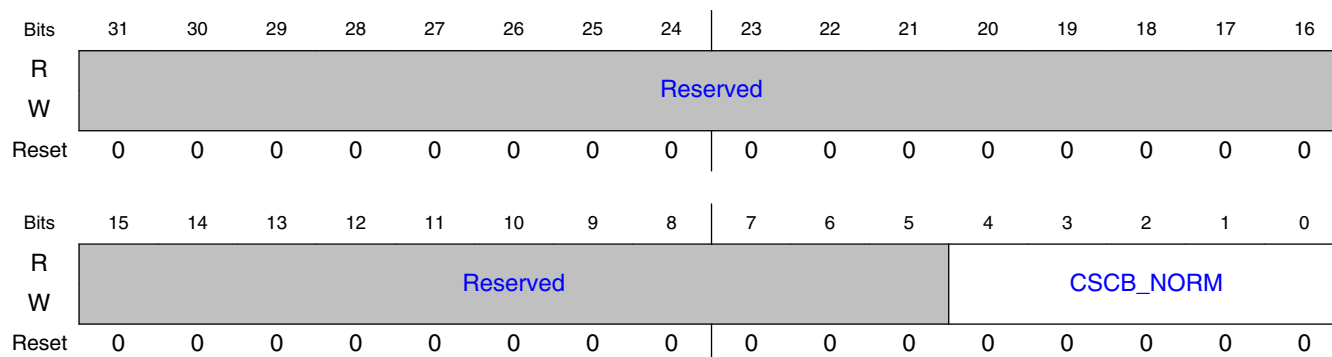 Bits 31 30 29 28 27 26 25 24 23 22 21 20 19 18 17 16
R
Reserved
W
Reset 0 0 0 0 0 0 0 0 0 0 0 0 0 0 0 0
Bits 15 14 13 12 11 10 9 8 7 6 5 4 3 2 1 0
R
Reserved CSCB_NORM
W
Reset 0 0 0 0 0 0 0 0 0 0 0 0 0 0 0 0